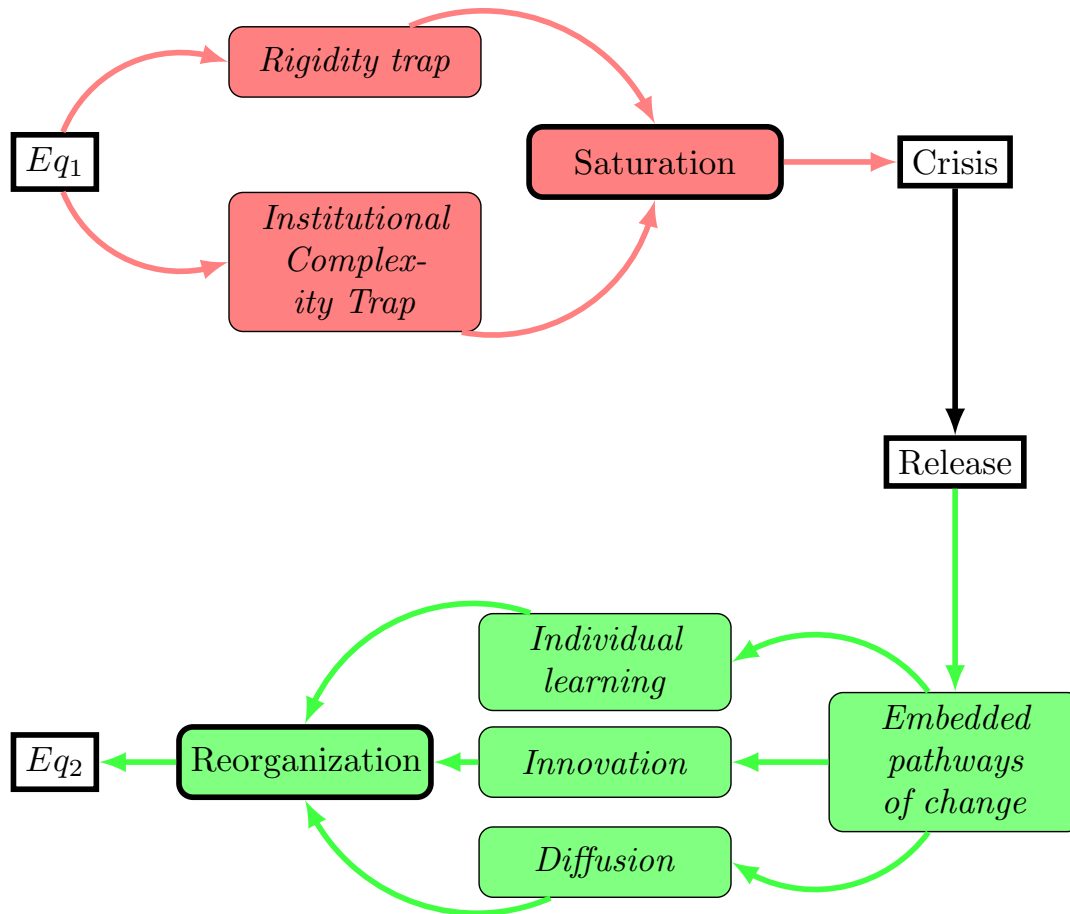 Rigidity trap
Eq₁
Saturation
Crisis
Institutional
Complex-
ity Trap
Release
Individual
learning
Embedded
pathways
of change
Eq₂
Reorganization
Innovation
Diffusion